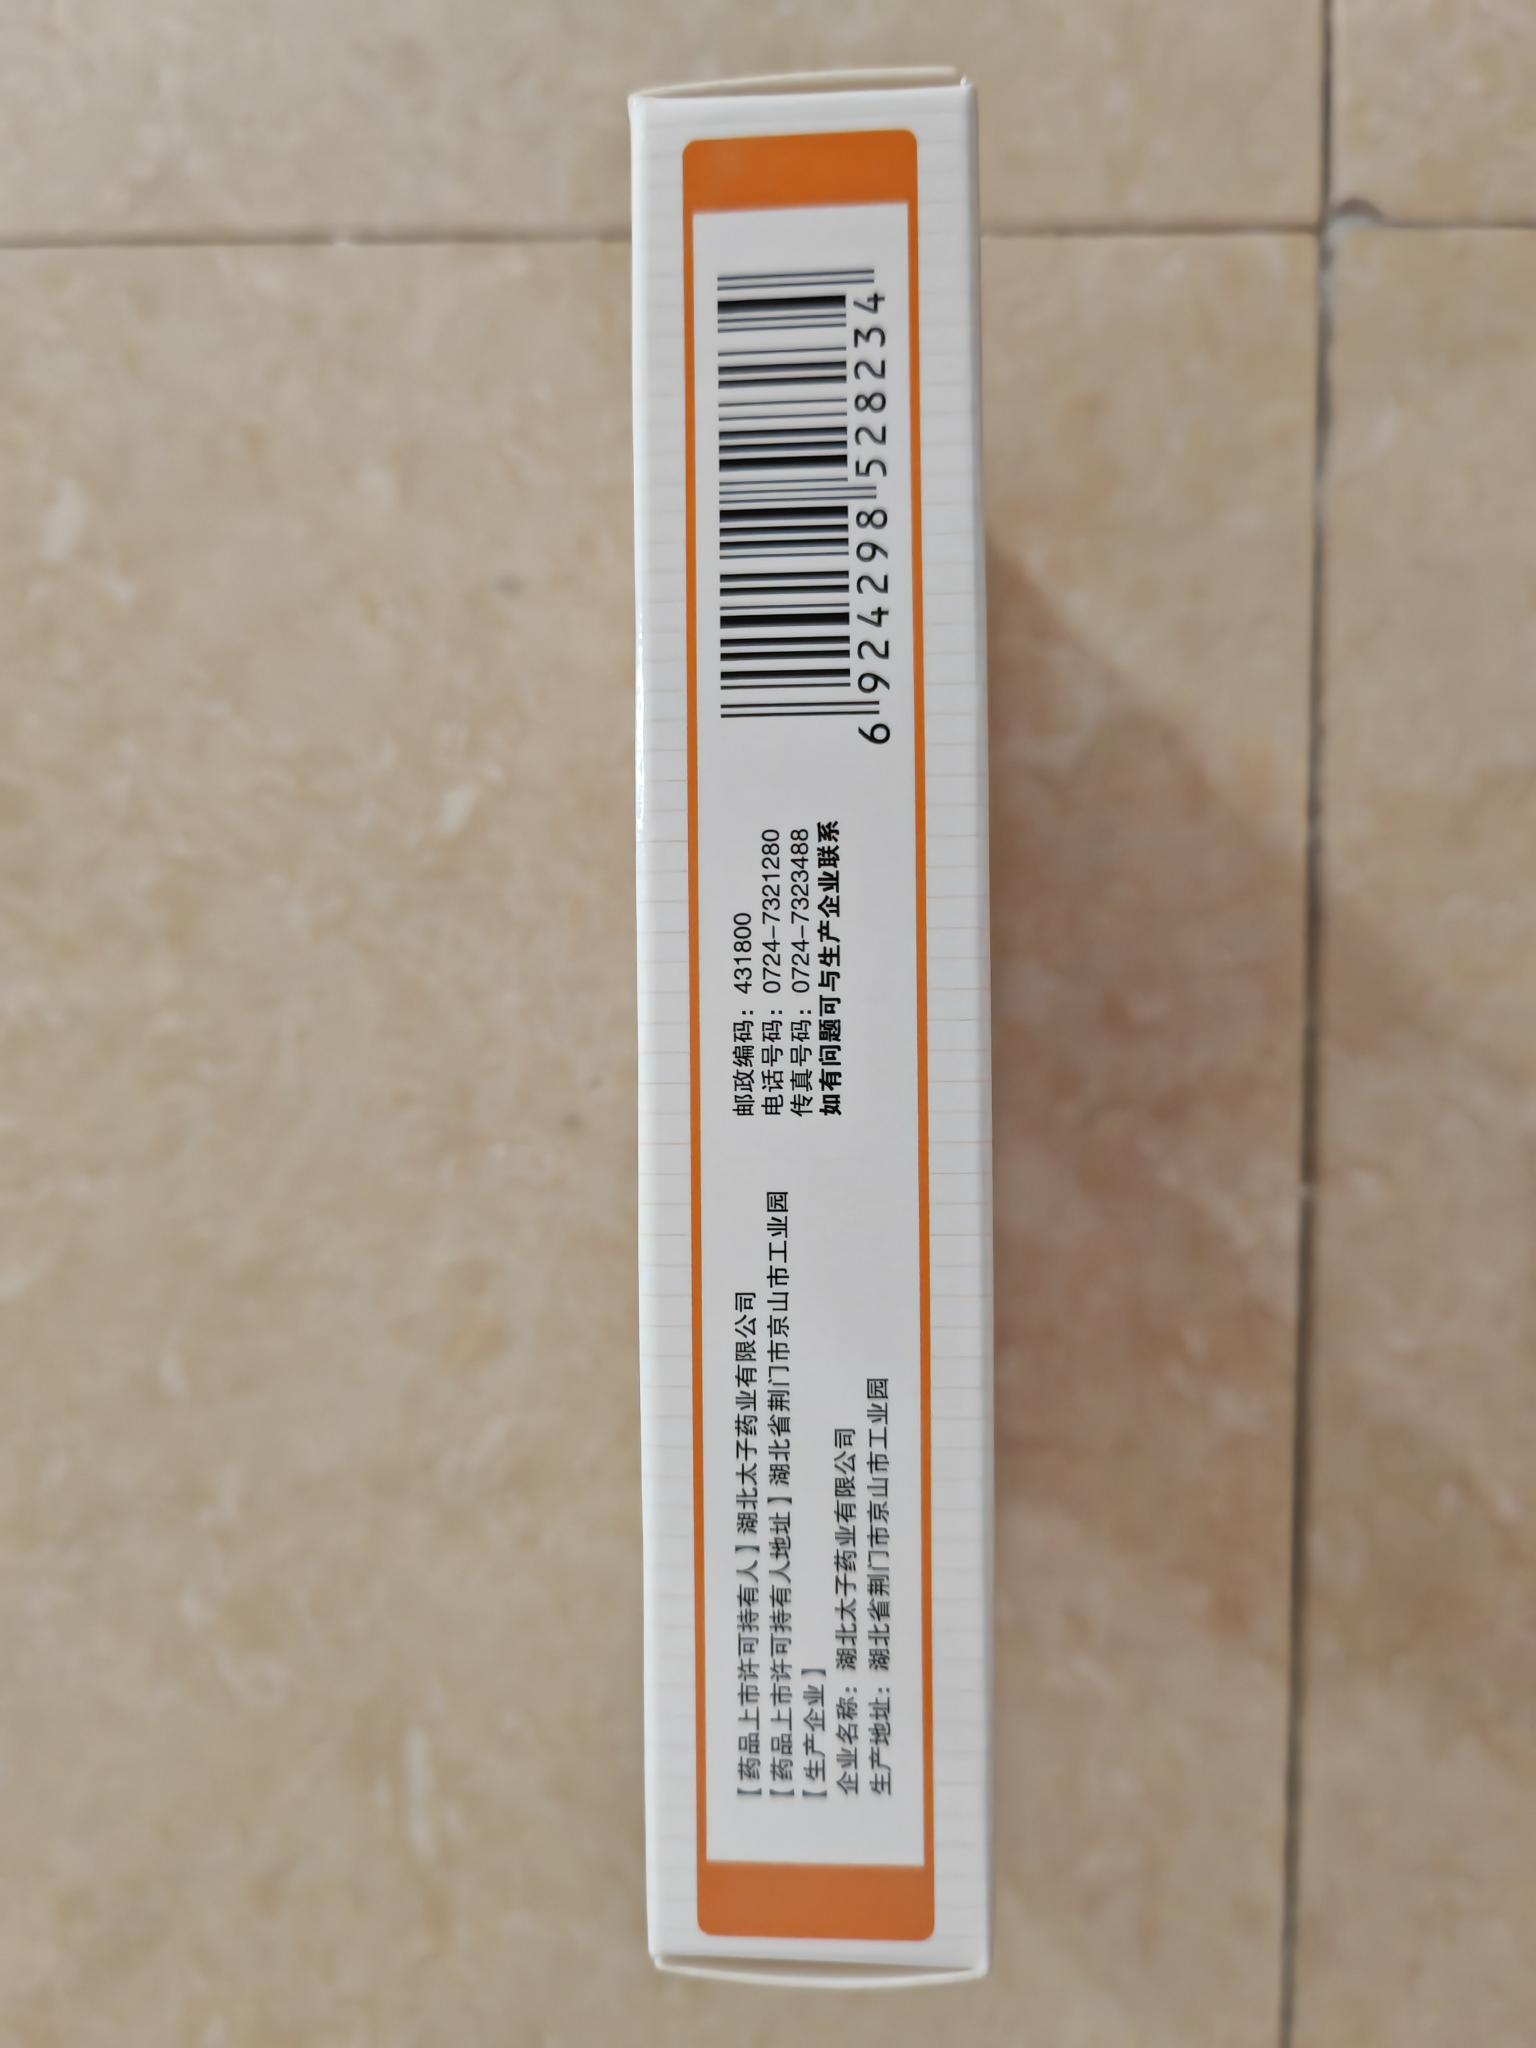 【药品上市许可持有人】湖北太子药业有限公司
【药品上市许可持有人地址】湖北省荆门市京山市工业园
【生产企业】
企业名称：湖北太子药业有限公司
生产地址：湖北省荆门市京山市工业园
邮政编码：431800
电话号码：0724-7321280
传真号码：0724-7323488
如有问题可与生产企业联系
6 924298 528234